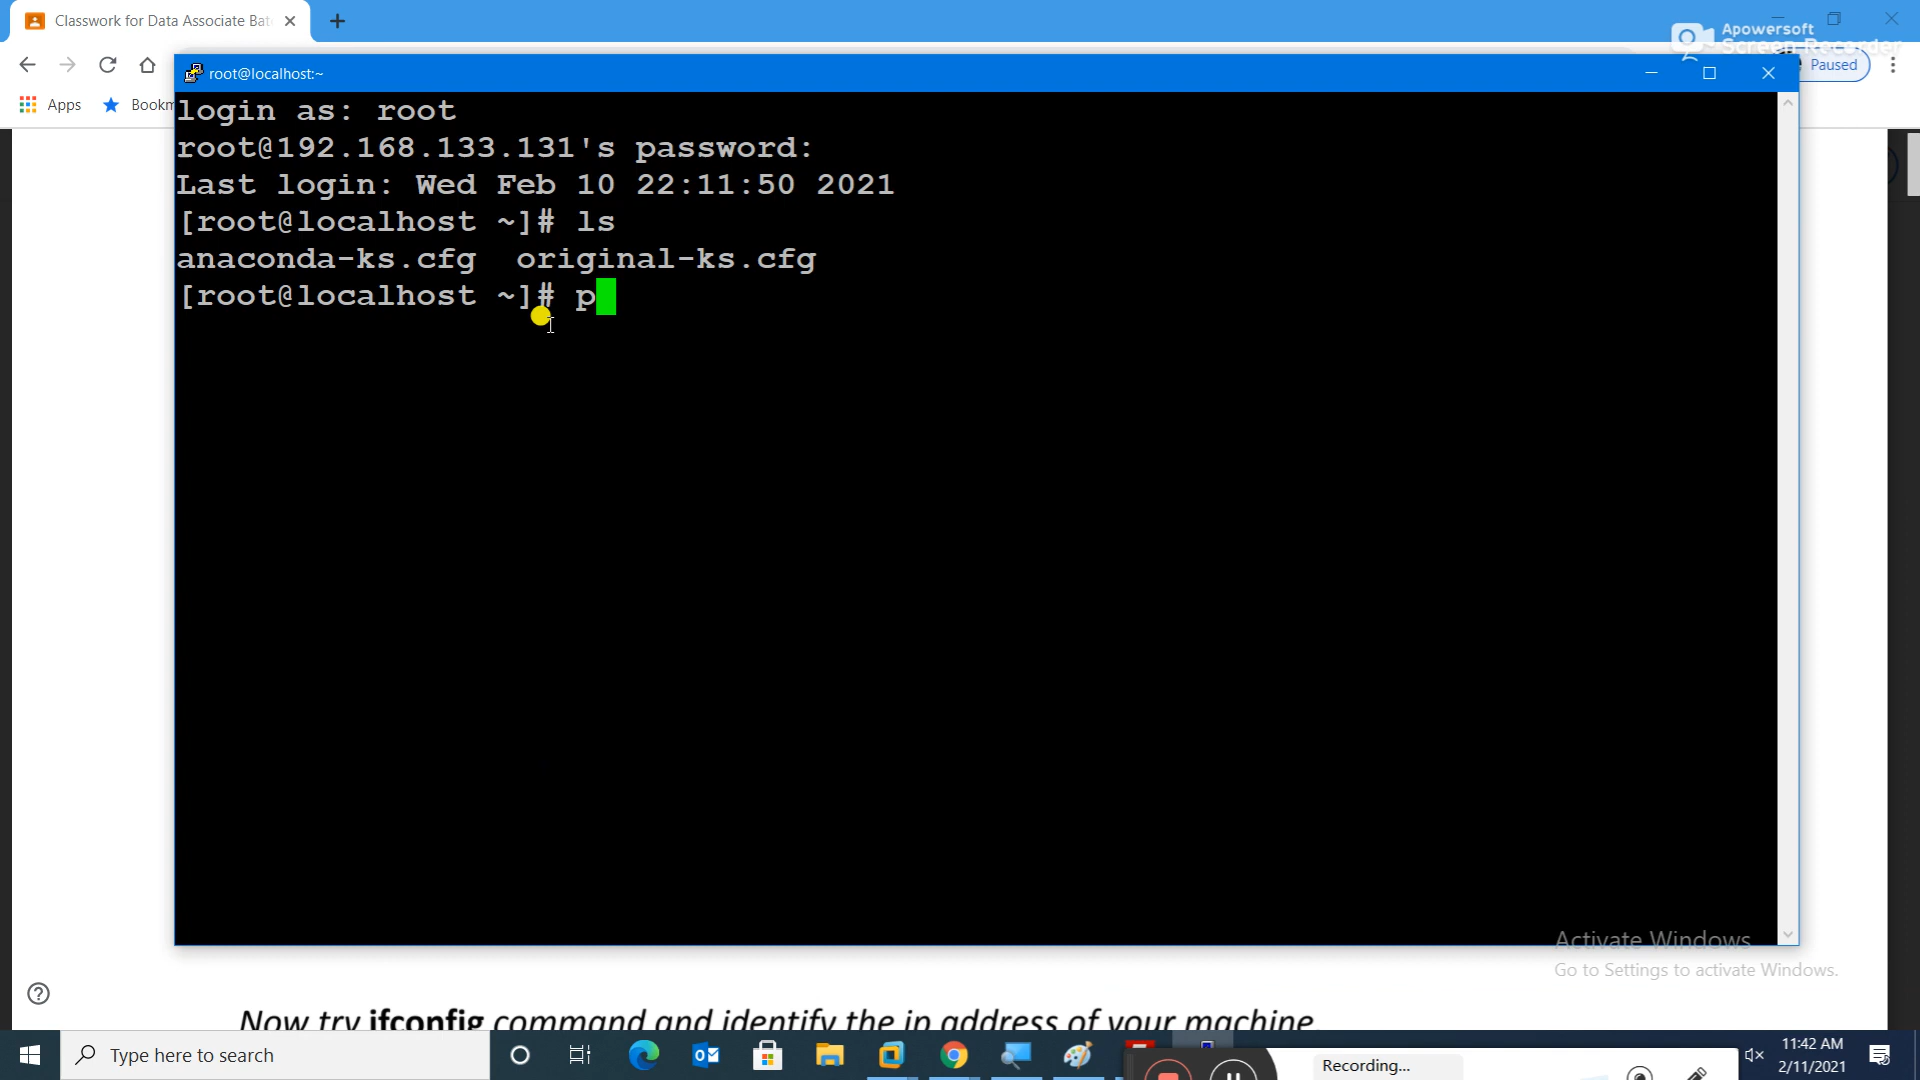 Classwork for Data Associate Bat
Apowersoft
Screen Recorder
Paused
Apps
Bookm
root@localhost:~
login as: root
root@192.168.133.131's password:
Last login: Wed Feb 10 22:11:50 2021
[root@localhost ~]# ls
anaconda-ks.cfg  original-ks.cfg
[root@localhost ~]# p
Activate Windows
Go to Settings to activate Windows.
Now try ifconfig command and identify the ip address of your machine.
Type here to search
Recording...
11:42 AM
2/11/2021